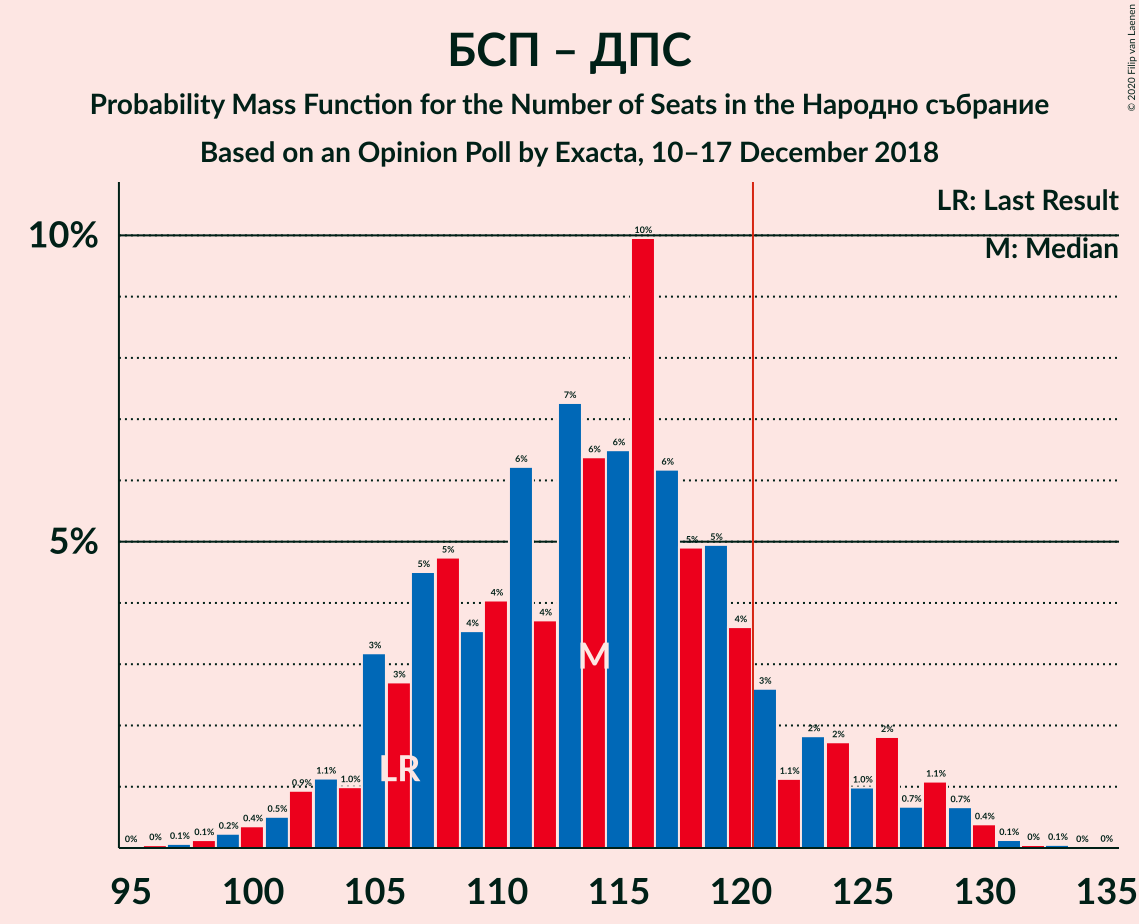 БСП – ДПС
Probability Mass Function for the Number of Seats in the Народно събрание
Based on an Opinion Poll by Exacta, 10–17 December 2018
© 2020 Filip van Laenen
LR: Last Result
M: Median
10%
5%
0% 0% 0.1% 0.1% 0.2% 0.4% 0.5% 0.9% 1.1% 1.0% 3% 3% 5% 5% 4% 4% 6% 4% 7% 6% 6% 10% 6% 5% 5% 4% 3% 1.1% 2% 2% 1.0% 2% 0.7% 1.1% 0.7% 0.4% 0.1% 0% 0.1% 0% 0%
M
LR
95 100 105 110 115 120 125 130 135